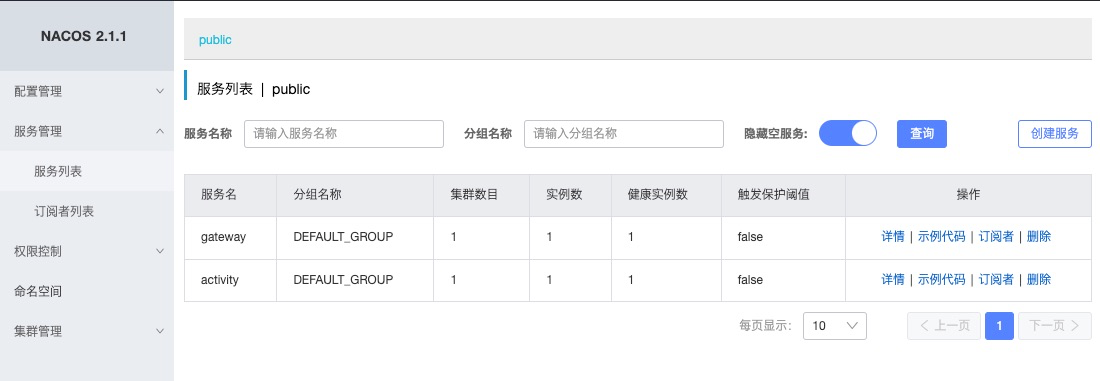 NACOS 2.1.1
配置管理
服务管理
服务列表
订阅者列表
权限控制
命名空间
集群管理
public
服务列表 | public
服务名称 请输入服务名称 分组名称 请输入分组名称 隐藏空服务: 查询 创建服务
服务名 分组名称 集群数目 实例数 健康实例数 触发保护阈值 操作
gateway DEFAULT_GROUP 1 1 1 false 详情 | 示例代码 | 订阅者 | 删除
activity DEFAULT_GROUP 1 1 1 false 详情 | 示例代码 | 订阅者 | 删除
每页显示: 10 上一页 1 下一页